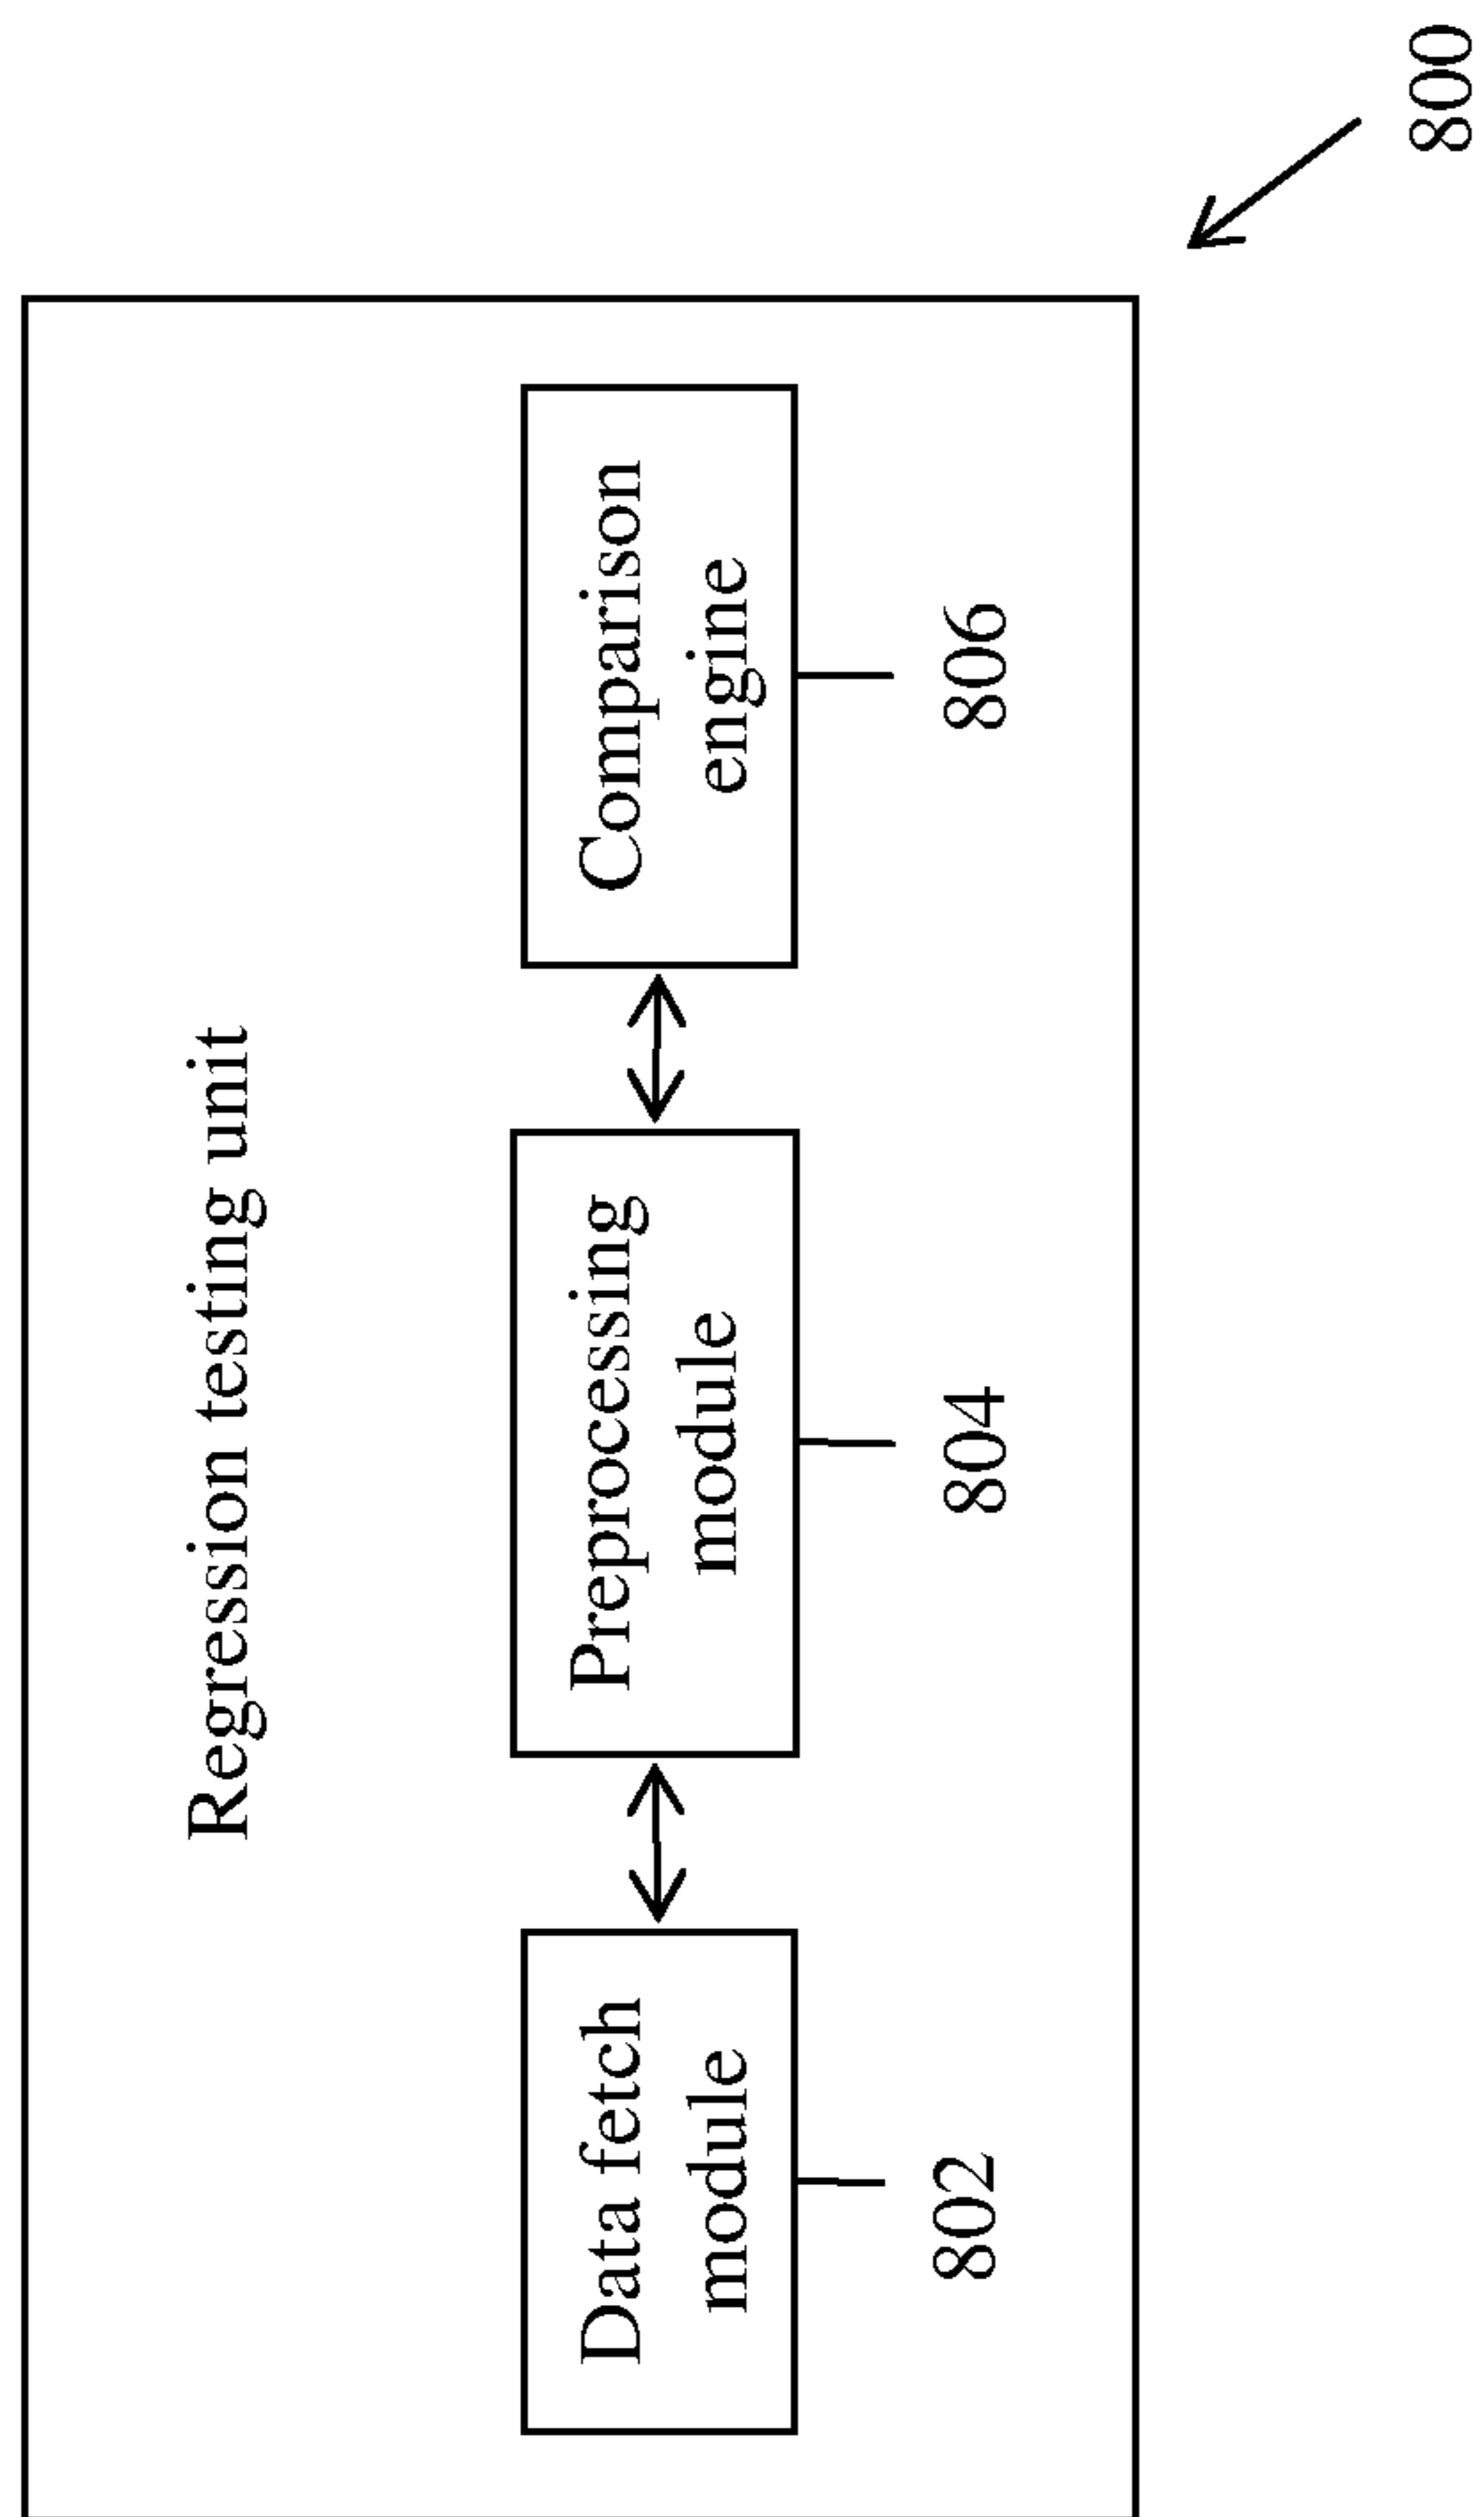 Regression testing unit
Data fetch
module
802
Preprocessing
module
804
Comparison
engine
806
800